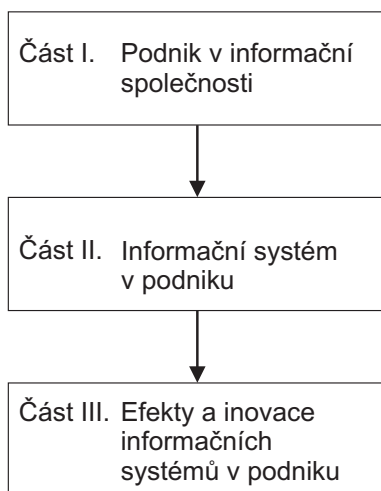 Část I. Podnik v informační
společnosti
Část II. Informační systém
v podniku
Část III. Efekty a inovace
informačních
systémů v podniku